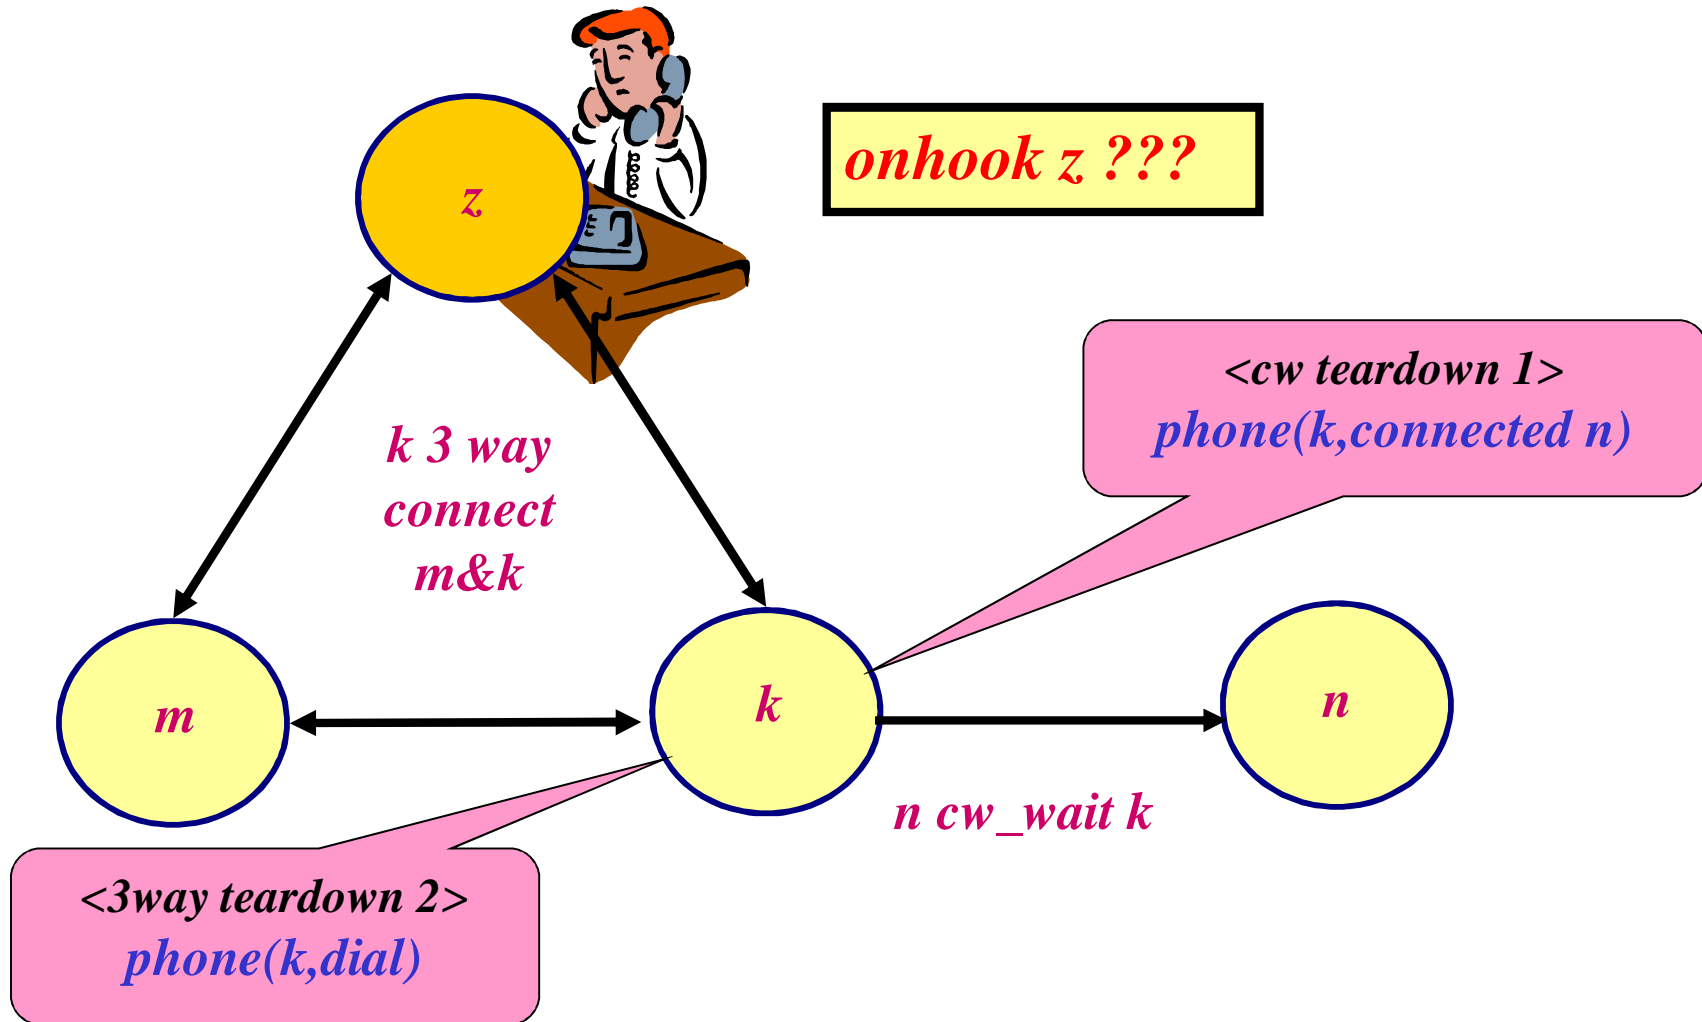 z
onhook z ???
<cw teardown 1>
phone(k,connected n)
k 3 way
connect
m&k
m
k
n
n cw_wait k
<3way teardown 2>
phone(k,dial)